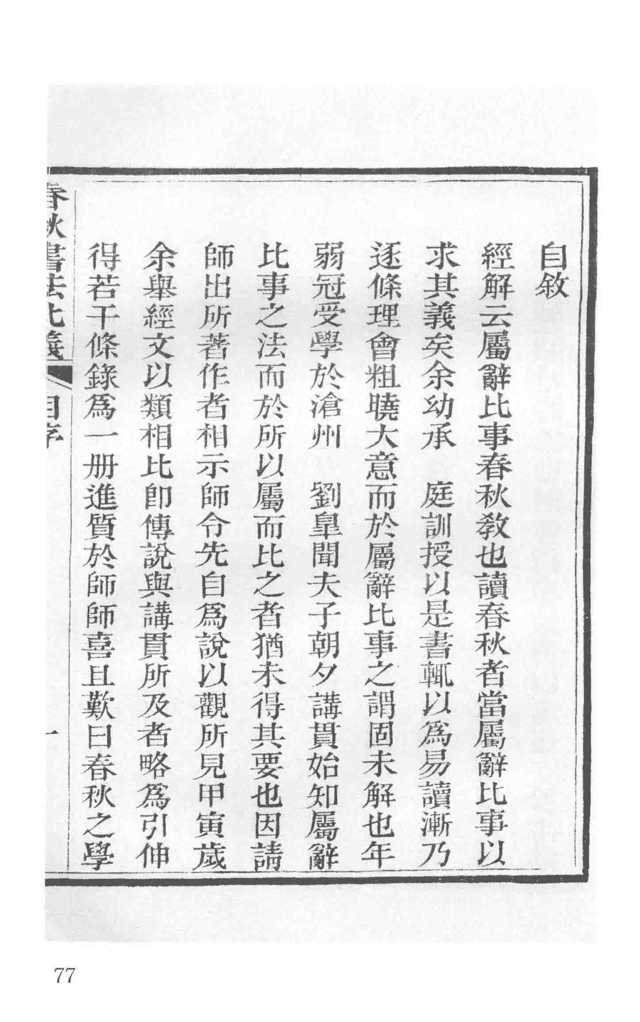 自敘
經解云屬辭比事春秋敎也讀春秋者當屬辭比事以
求其義矣余幼承　庭訓授以是書輒以爲易讀漸乃
逐條理會粗曉大意而於屬辭比事之謂固未解也年
弱冠受學於滄州　劉皐聞夫子朝夕講貫始知屬辭
比事之法而於所以屬而比之者猶未得其要也因請
師出所著作者相示師令先自爲說以觀所見甲寅歲
余舉經文以類相比卽傳說與講貫所及者略爲引伸
得若干條錄爲一册進質於師師喜且歎曰春秋之學
春秋書法比義　自序　一
77